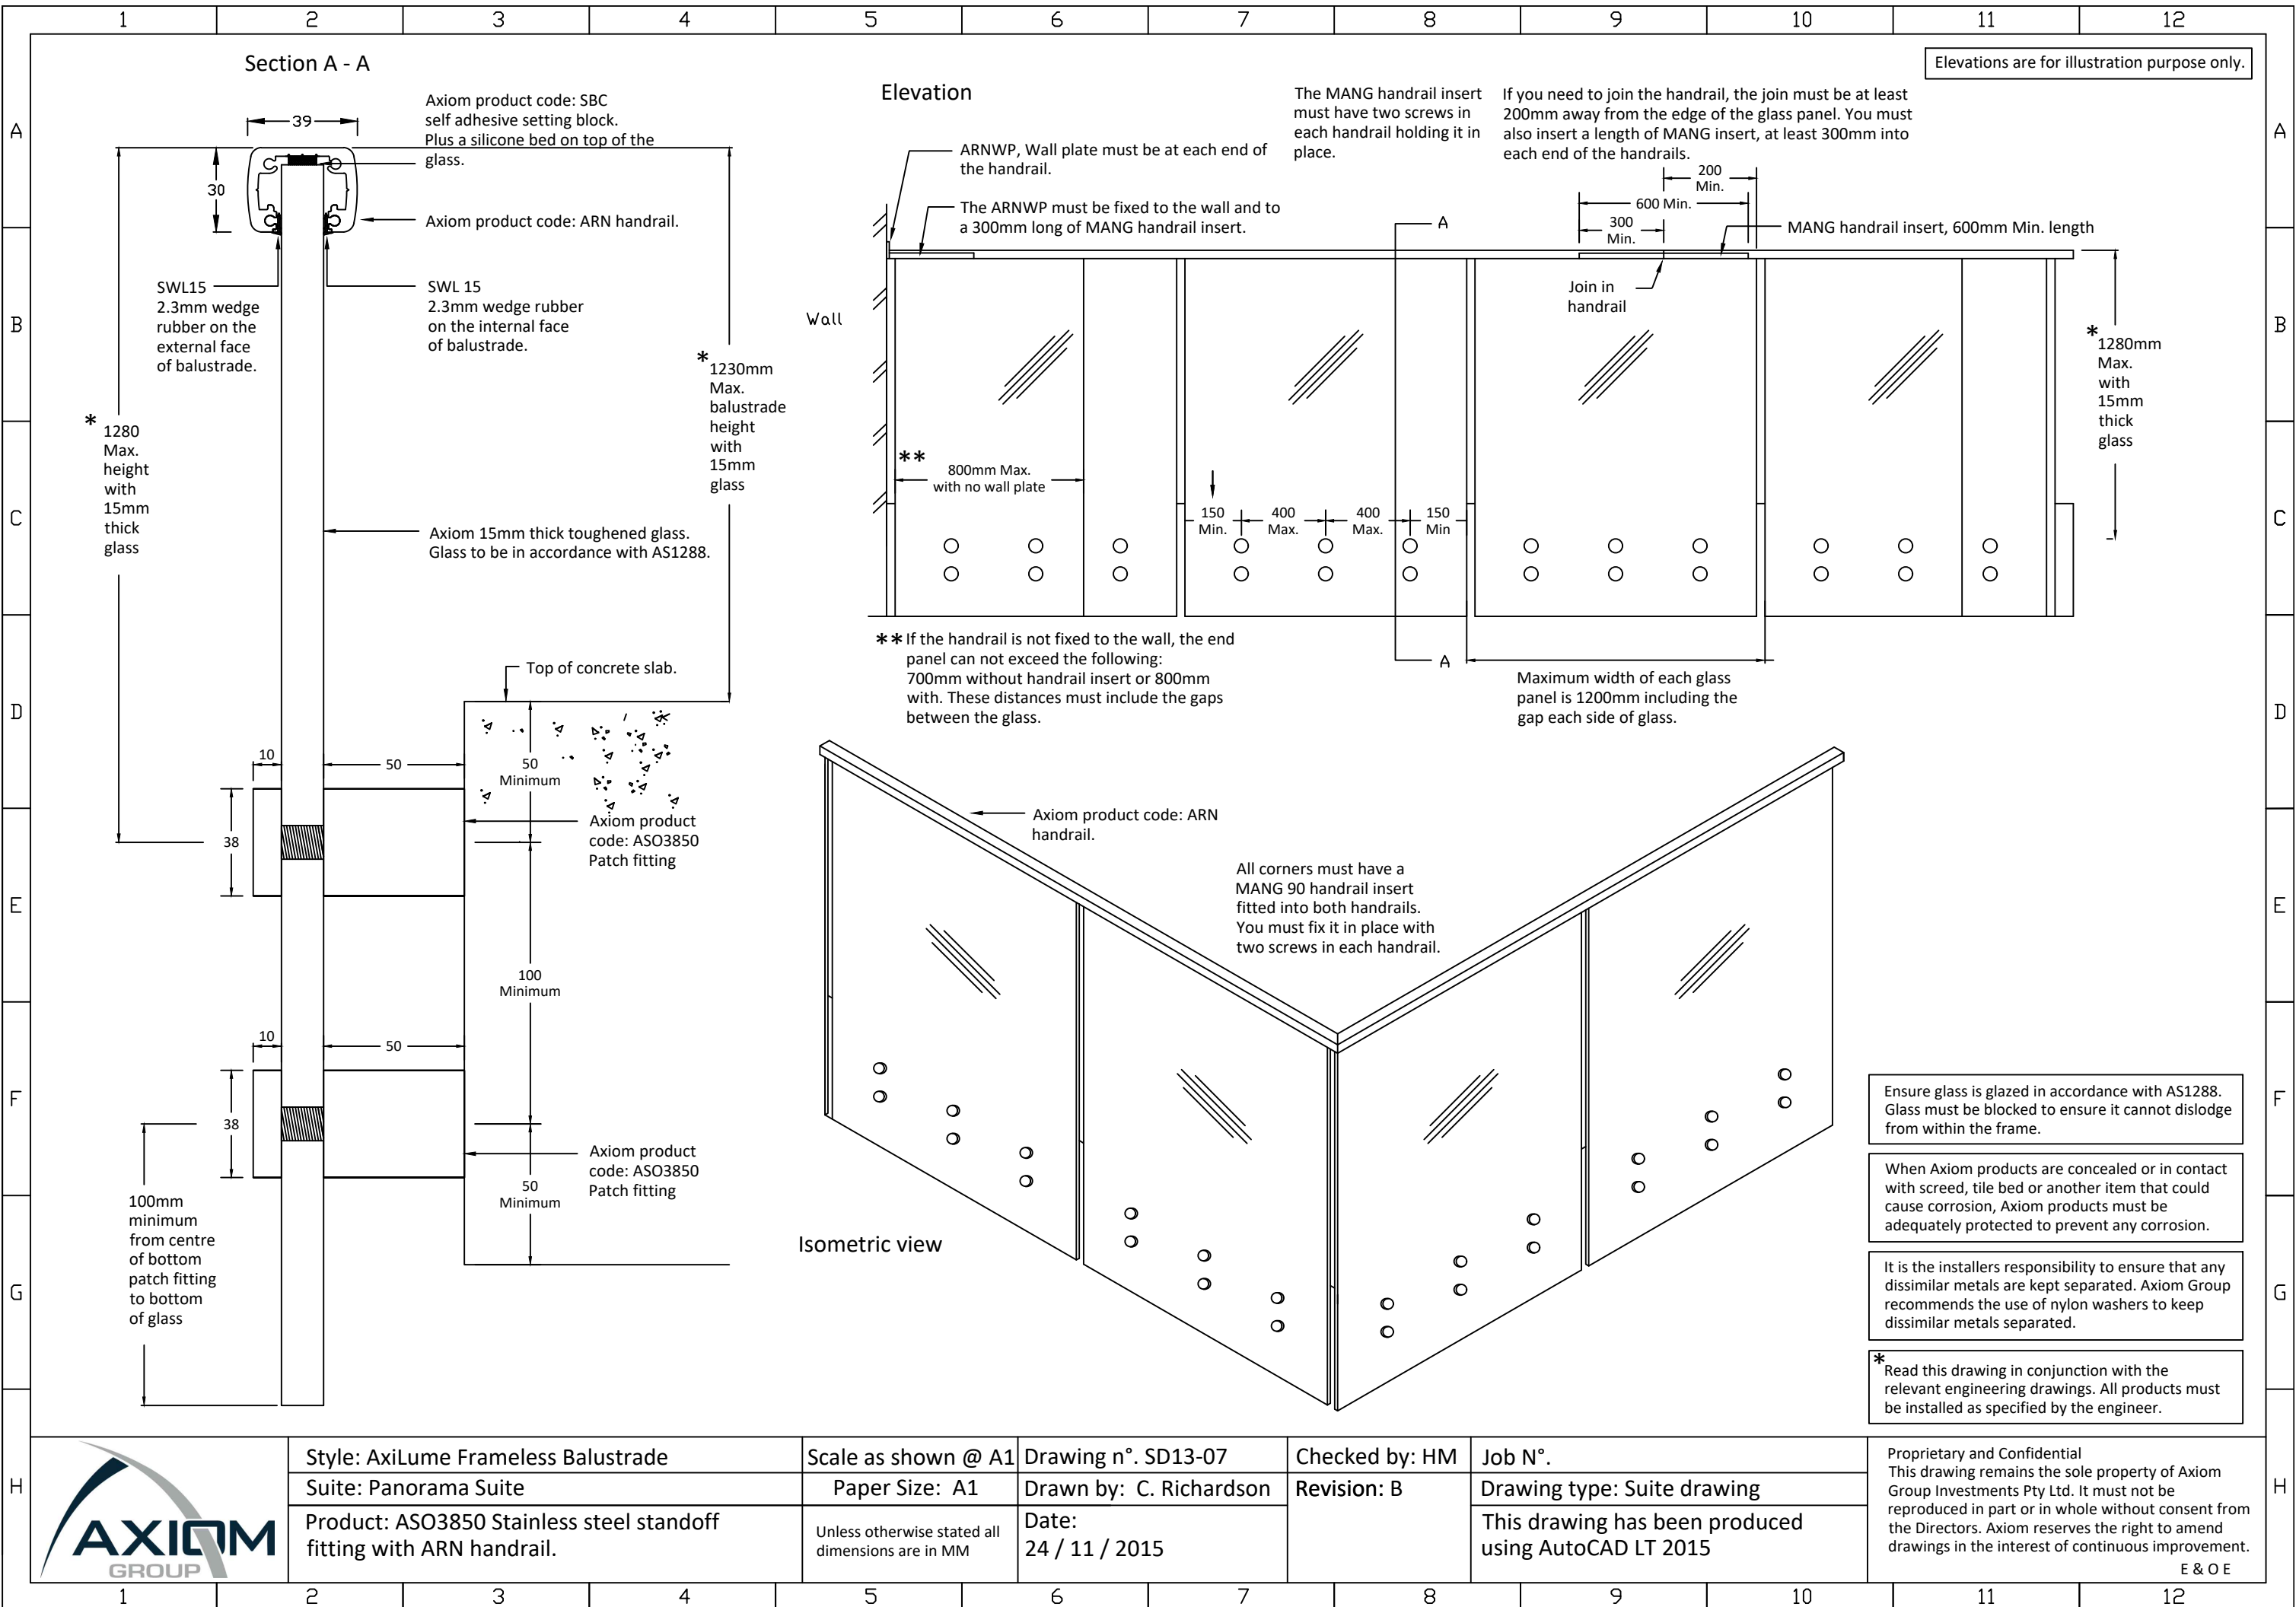 1 2 3 4 5 6 7 8 9 10 11 12
A
B
C
D
E
F
G
H
Section A - A
39
30
Axiom product code: SBC
self adhesive setting block.
Plus a silicone bed on top of the
glass.
Axiom product code: ARN handrail.
SWL15
2.3mm wedge
rubber on the
external face
of balustrade.
SWL 15
2.3mm wedge rubber
on the internal face
of balustrade.
*
1280
Max.
height
with
15mm
thick
glass
*
1230mm
Max.
balustrade
height
with
15mm
glass
Axiom 15mm thick toughened glass.
Glass to be in accordance with AS1288.
Top of concrete slab.
10
50
50
Minimum
38
Axiom product
code: ASO3850
Patch fitting
100
Minimum
10
50
38
Axiom product
code: ASO3850
Patch fitting
50
Minimum
100mm
minimum
from centre
of bottom
patch fitting
to bottom
of glass
Elevation
Elevations are for illustration purpose only.
ARNWP, Wall plate must be at each end of
the handrail.
The ARNWP must be fixed to the wall and to
a 300mm long of MANG handrail insert.
The MANG handrail insert
must have two screws in
each handrail holding it in
place.
If you need to join the handrail, the join must be at least
200mm away from the edge of the glass panel. You must
also insert a length of MANG insert, at least 300mm into
each end of the handrails.
200
Min.
600 Min.
300
Min.
MANG handrail insert, 600mm Min. length
A
Join in
handrail
Wall
*
1280mm
Max.
with
15mm
thick
glass
**
800mm Max.
with no wall plate
150
Min.
400
Max.
400
Max.
150
Min
A
** If the handrail is not fixed to the wall, the end
panel can not exceed the following:
700mm without handrail insert or 800mm
with. These distances must include the gaps
between the glass.
Maximum width of each glass
panel is 1200mm including the
gap each side of glass.
Axiom product code: ARN
handrail.
All corners must have a
MANG 90 handrail insert
fitted into both handrails.
You must fix it in place with
two screws in each handrail.
Isometric view
Ensure glass is glazed in accordance with AS1288.
Glass must be blocked to ensure it cannot dislodge
from within the frame.
When Axiom products are concealed or in contact
with screed, tile bed or another item that could
cause corrosion, Axiom products must be
adequately protected to prevent any corrosion.
It is the installers responsibility to ensure that any
dissimilar metals are kept separated. Axiom Group
recommends the use of nylon washers to keep
dissimilar metals separated.
*
Read this drawing in conjunction with the
relevant engineering drawings. All products must
be installed as specified by the engineer.
AXIOM
GROUP
Style: AxiLume Frameless Balustrade
Suite: Panorama Suite
Product: ASO3850 Stainless steel standoff
fitting with ARN handrail.
Scale as shown @ A1
Paper Size: A1
Unless otherwise stated all
dimensions are in MM
Drawing n°. SD13-07
Drawn by: C. Richardson
Date:
24 / 11 / 2015
Checked by: HM
Revision: B
Job N°.
Drawing type: Suite drawing
This drawing has been produced
using AutoCAD LT 2015
Proprietary and Confidential
This drawing remains the sole property of Axiom
Group Investments Pty Ltd. It must not be
reproduced in part or in whole without consent from
the Directors. Axiom reserves the right to amend
drawings in the interest of continuous improvement.
E & O E
A
B
C
D
E
F
G
H
1 2 3 4 5 6 7 8 9 10 11 12